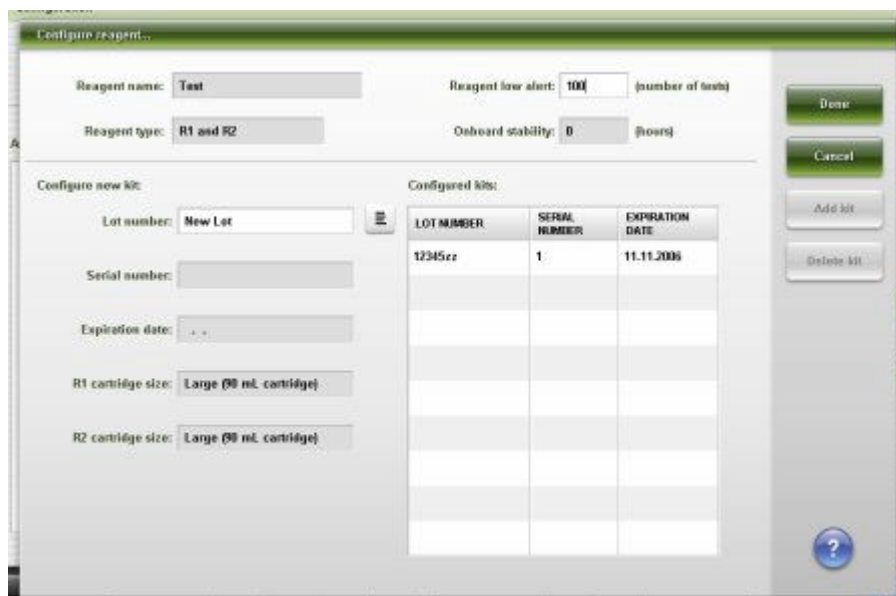 Configuration
Configure reagent...
Reagent name: Test
Reagent low alert: 100 (number of tests)
Reagent type: R1 and R2
Onboard stability: 0 (hours)
Done
Cancel
Add kit
Delete kit
Configure new kit:
Lot number: New Lot
Serial number:
Expiration date: . .
R1 cartridge size: Large (90 mL cartridge)
R2 cartridge size: Large (90 mL cartridge)
Configured kits:
LOT NUMBER SERIAL NUMBER EXPIRATION DATE
12345zz 1 11.11.2006
?